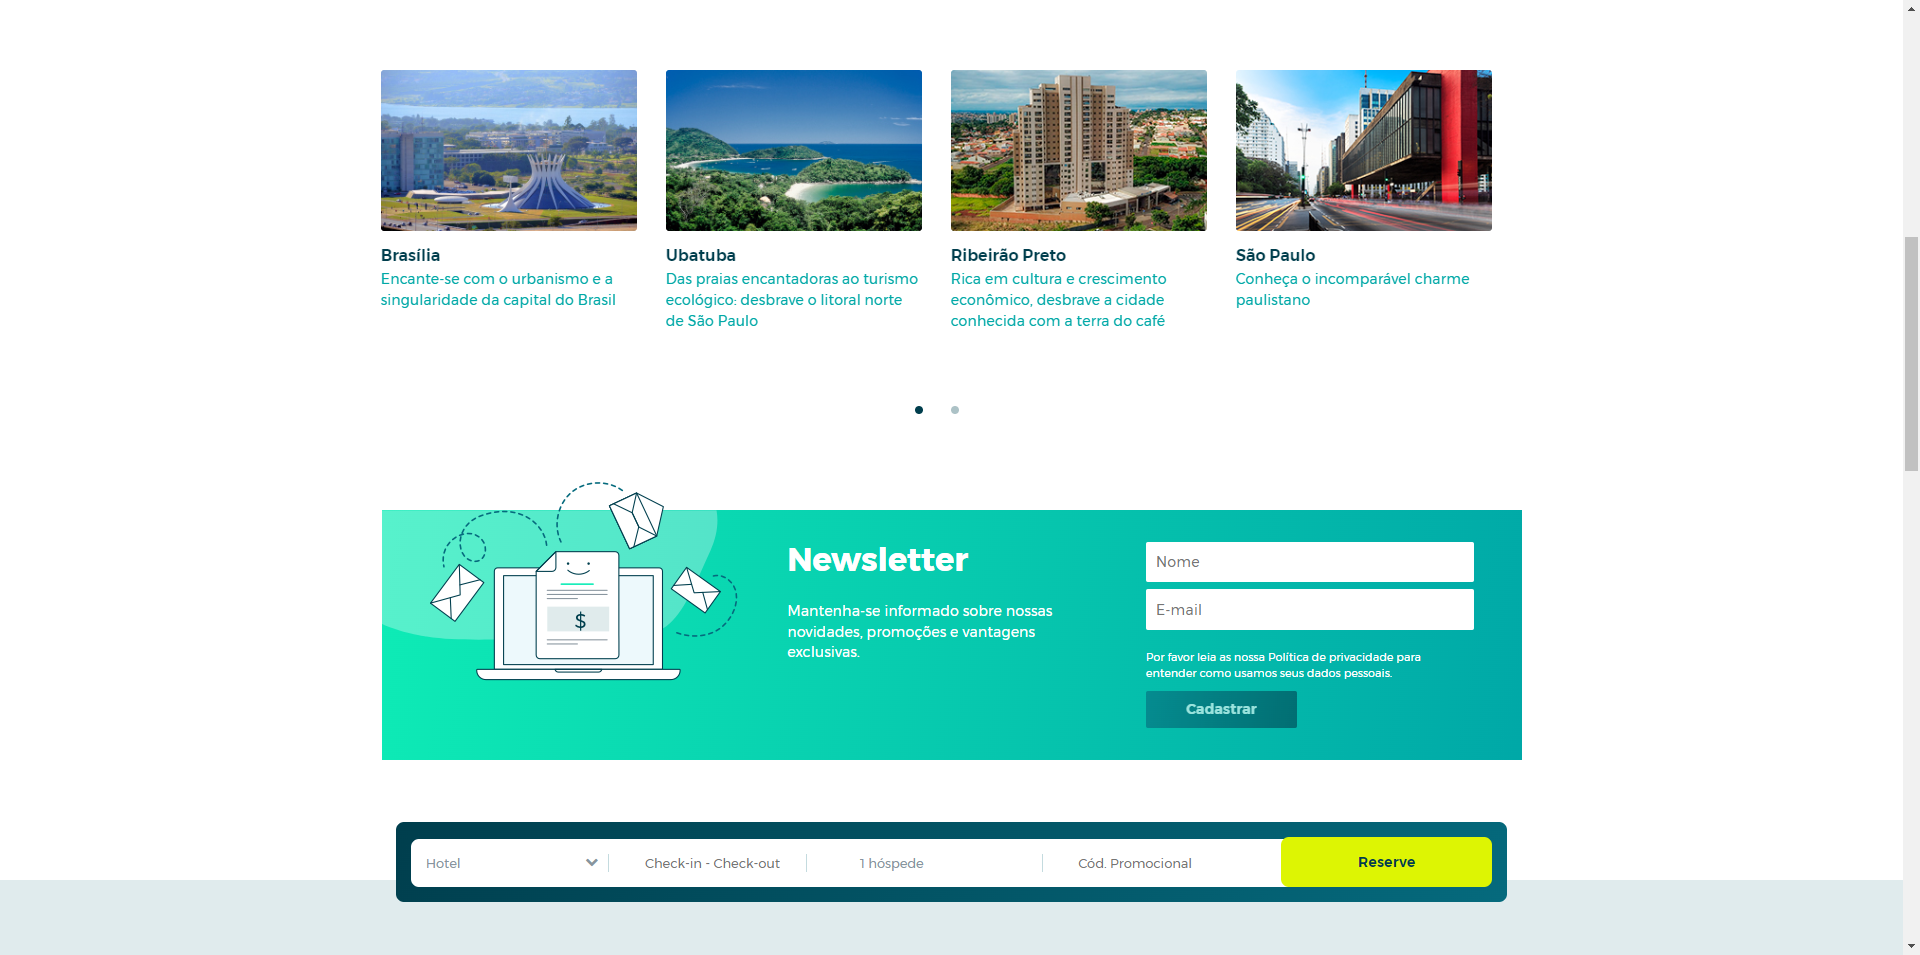 Brasília
Encante-se com o urbanismo e a
singularidade da capital do Brasil
Ubatuba
Das praias encantadoras ao turismo
ecológico: desbrave o litoral norte
de São Paulo
Ribeirão Preto
Rica em cultura e crescimento
econômico, desbrave a cidade
conhecida com a terra do café
São Paulo
Conheça o incomparável charme
paulistano
$
Newsletter
Mantenha-se informado sobre nossas
novidades, promoções e vantagens
exclusivas.
Nome
E-mail
Por favor leia as nossa Política de privacidade para
entender como usamos seus dados pessoais.
Cadastrar
Hotel
Check-in - Check-out
1 hóspede
Cód. Promocional
Reserve